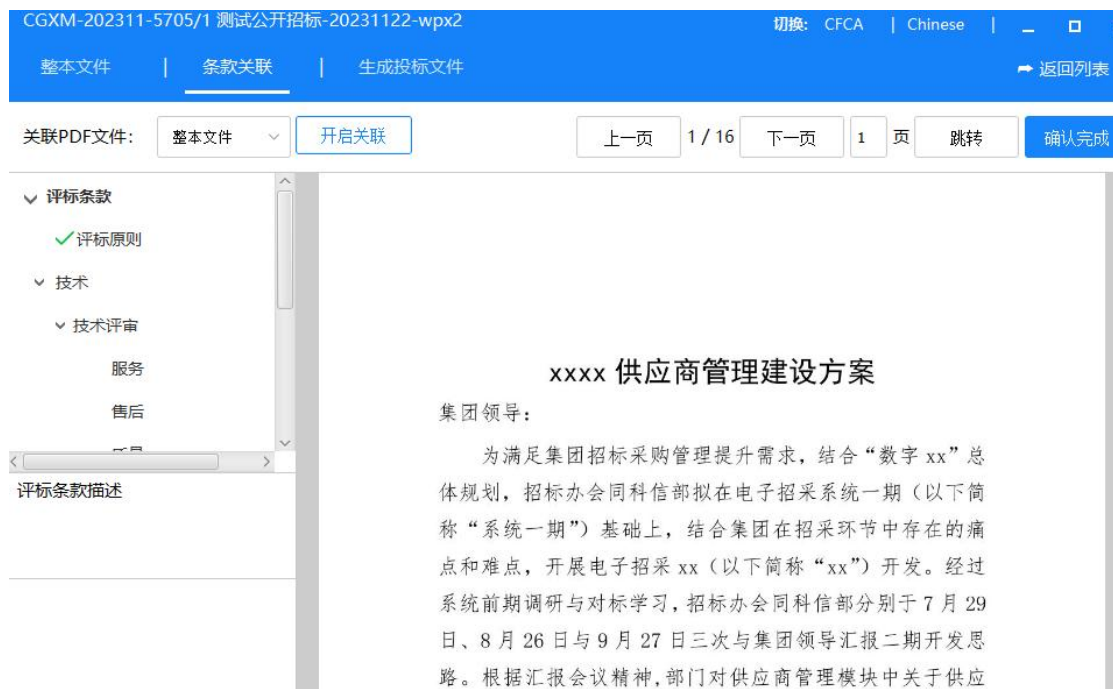 CGXM-202311-5705/1 测试公开招标-20231122-wpx2 切换: CFCA | Chinese |
整本文件 | 条款关联 | 生成投标文件 返回列表
关联PDF文件: 整本文件 开启关联 上一页 1 / 16 下一页 1 页 跳转 确认完成
评标条款
评标原则
技术
技术评审
服务
售后
评标条款描述
xxxx 供应商管理建设方案
集团领导：
为满足集团招标采购管理提升需求，结合“数字 xx”总
体规划，招标办会同科信部拟在电子招采系统一期（以下简
称“系统一期”）基础上，结合集团在招采环节中存在的痛
点和难点，开展电子招采 xx（以下简称“xx”）开发。经过
系统前期调研与对标学习，招标办会同科信部分别于 7 月 29
日、8 月 26 日与 9 月 27 日三次与集团领导汇报二期开发思
路。根据汇报会议精神,部门对供应商管理模块中关于供应